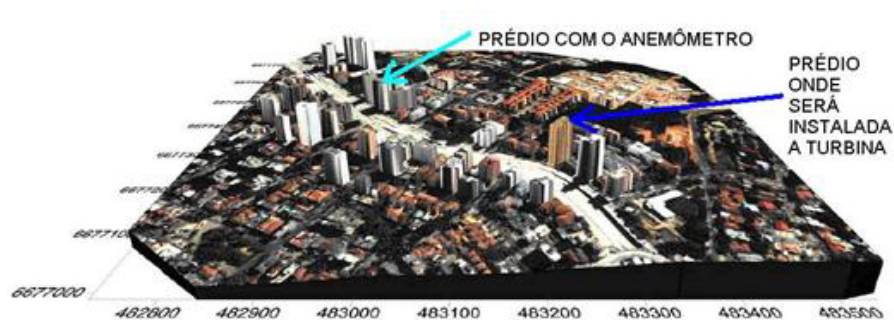 PRÉDIO COM O ANEMÔMETRO
PRÉDIO
ONDE
SERÁ
INSTALADA
A TURBINA
6677100
6677000
482800 482900 483000 483100 483200 483300 483400 483500